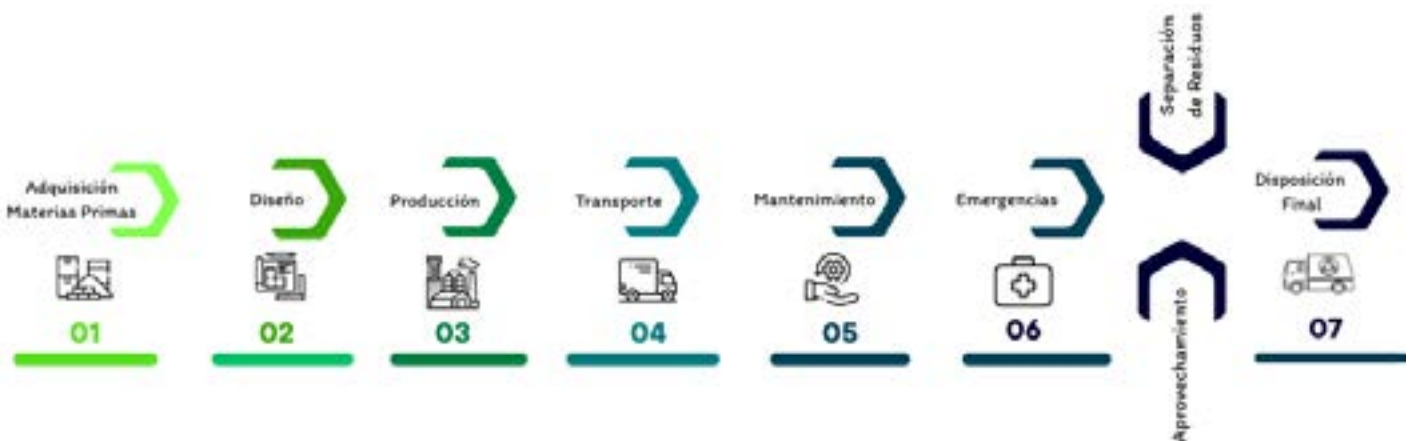 Adquisición
Materias Primas
01
Diseño
02
Producción
03
Transporte
04
Mantenimiento
05
Emergencias
06
Separación
de Residuos
Aprovechamiento
Disposición
Final
07